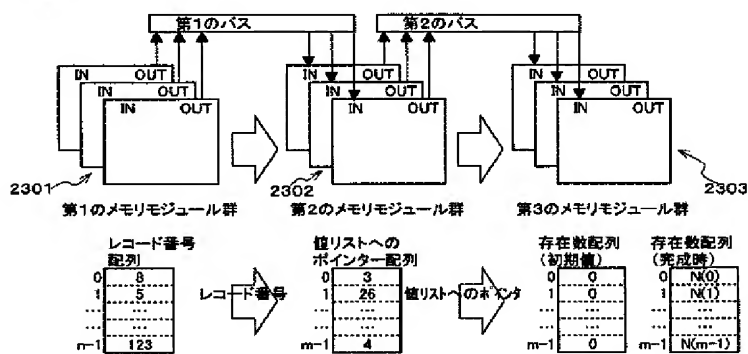 第1のバス
第2のバス
IN OUT
IN OUT
IN OUT
IN OUT
IN OUT
IN OUT
IN OUT
IN OUT
IN OUT
2301
2302
2303
第1のメモリモジュール群
第2のメモリモジュール群
第3のメモリモジュール群
レコード番号
配列
0 8
1 5
... ...
... ...
m-1 123
レコード番号
値リストへの
ポインター配列
0 3
1 26
... ...
... ...
m-1 4
値リストへのポインタ
存在数配列
(初期値)
0 0
1 0
... ...
... ...
m-1 0
存在数配列
(完成時)
0 N(0)
1 N(1)
... ...
... ...
m-1 N(m-1)